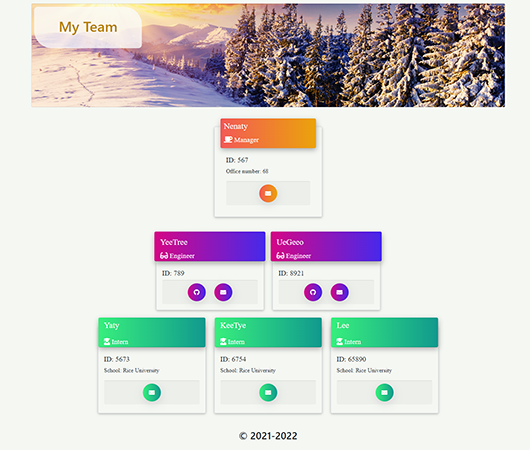 My Team
Nenaty
Manager
ID: 567
Office number: 68
YeeTree
Engineer
ID: 789
UeGeeo
Engineer
ID: 8921
Yaty
Intern
ID: 5673
School: Rice University
KeeTye
Intern
ID: 6754
School: Rice University
Lee
Intern
ID: 65890
School: Rice University
© 2021-2022